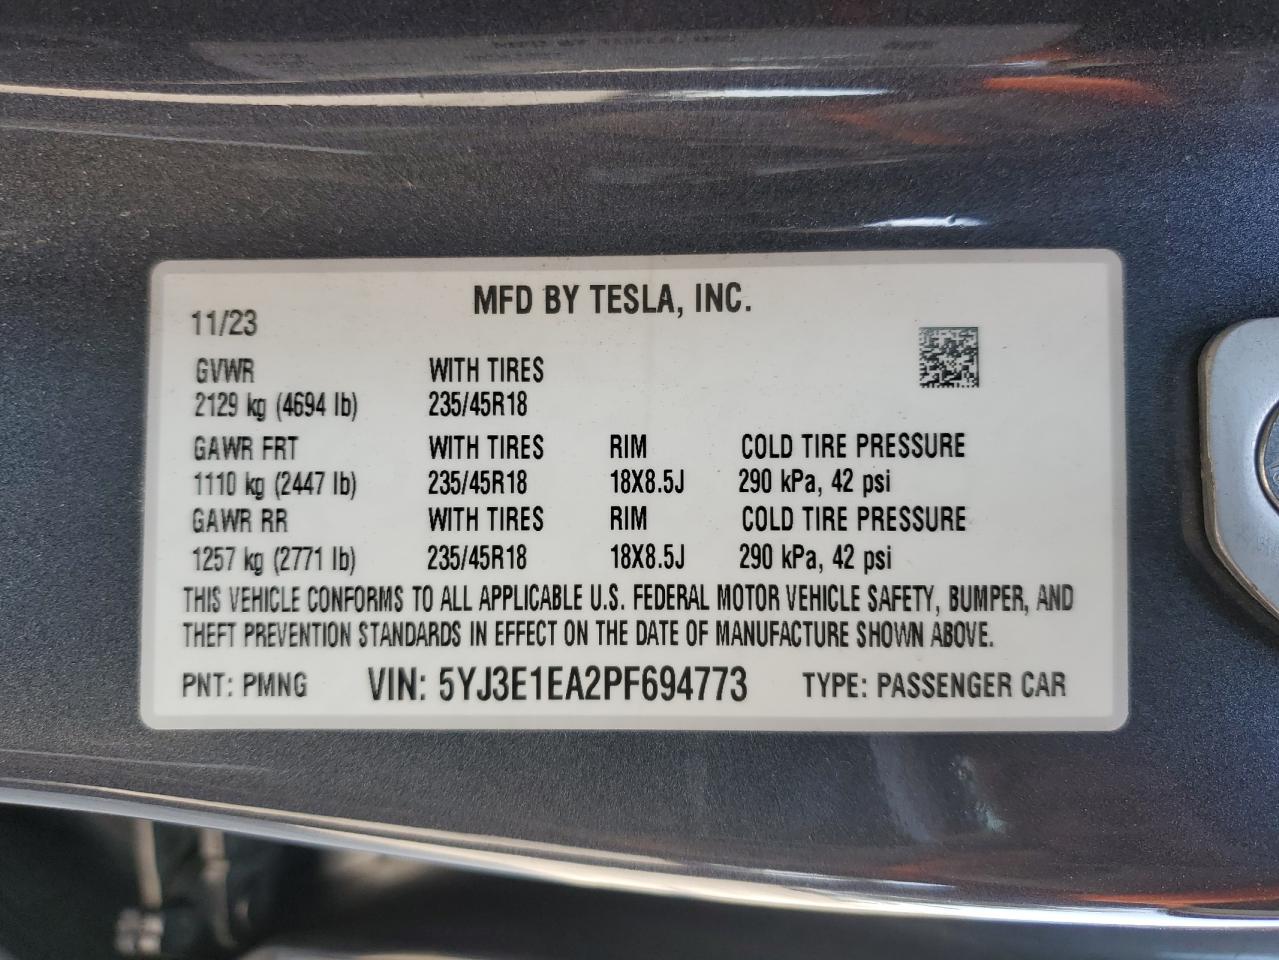 MFD BY TESLA, INC.
11/23
GVWR WITH TIRES
2129 kg (4694 lb) 235/45R18
GAWR FRT WITH TIRES RIM COLD TIRE PRESSURE
1110 kg (2447 lb) 235/45R18 18X8.5J 290 kPa, 42 psi
GAWR RR WITH TIRES RIM COLD TIRE PRESSURE
1257 kg (2771 lb) 235/45R18 18X8.5J 290 kPa, 42 psi
THIS VEHICLE CONFORMS TO ALL APPLICABLE U.S. FEDERAL MOTOR VEHICLE SAFETY, BUMPER, AND
THEFT PREVENTION STANDARDS IN EFFECT ON THE DATE OF MANUFACTURE SHOWN ABOVE.
PNT: PMNG VIN: 5YJ3E1EA2PF694773 TYPE: PASSENGER CAR